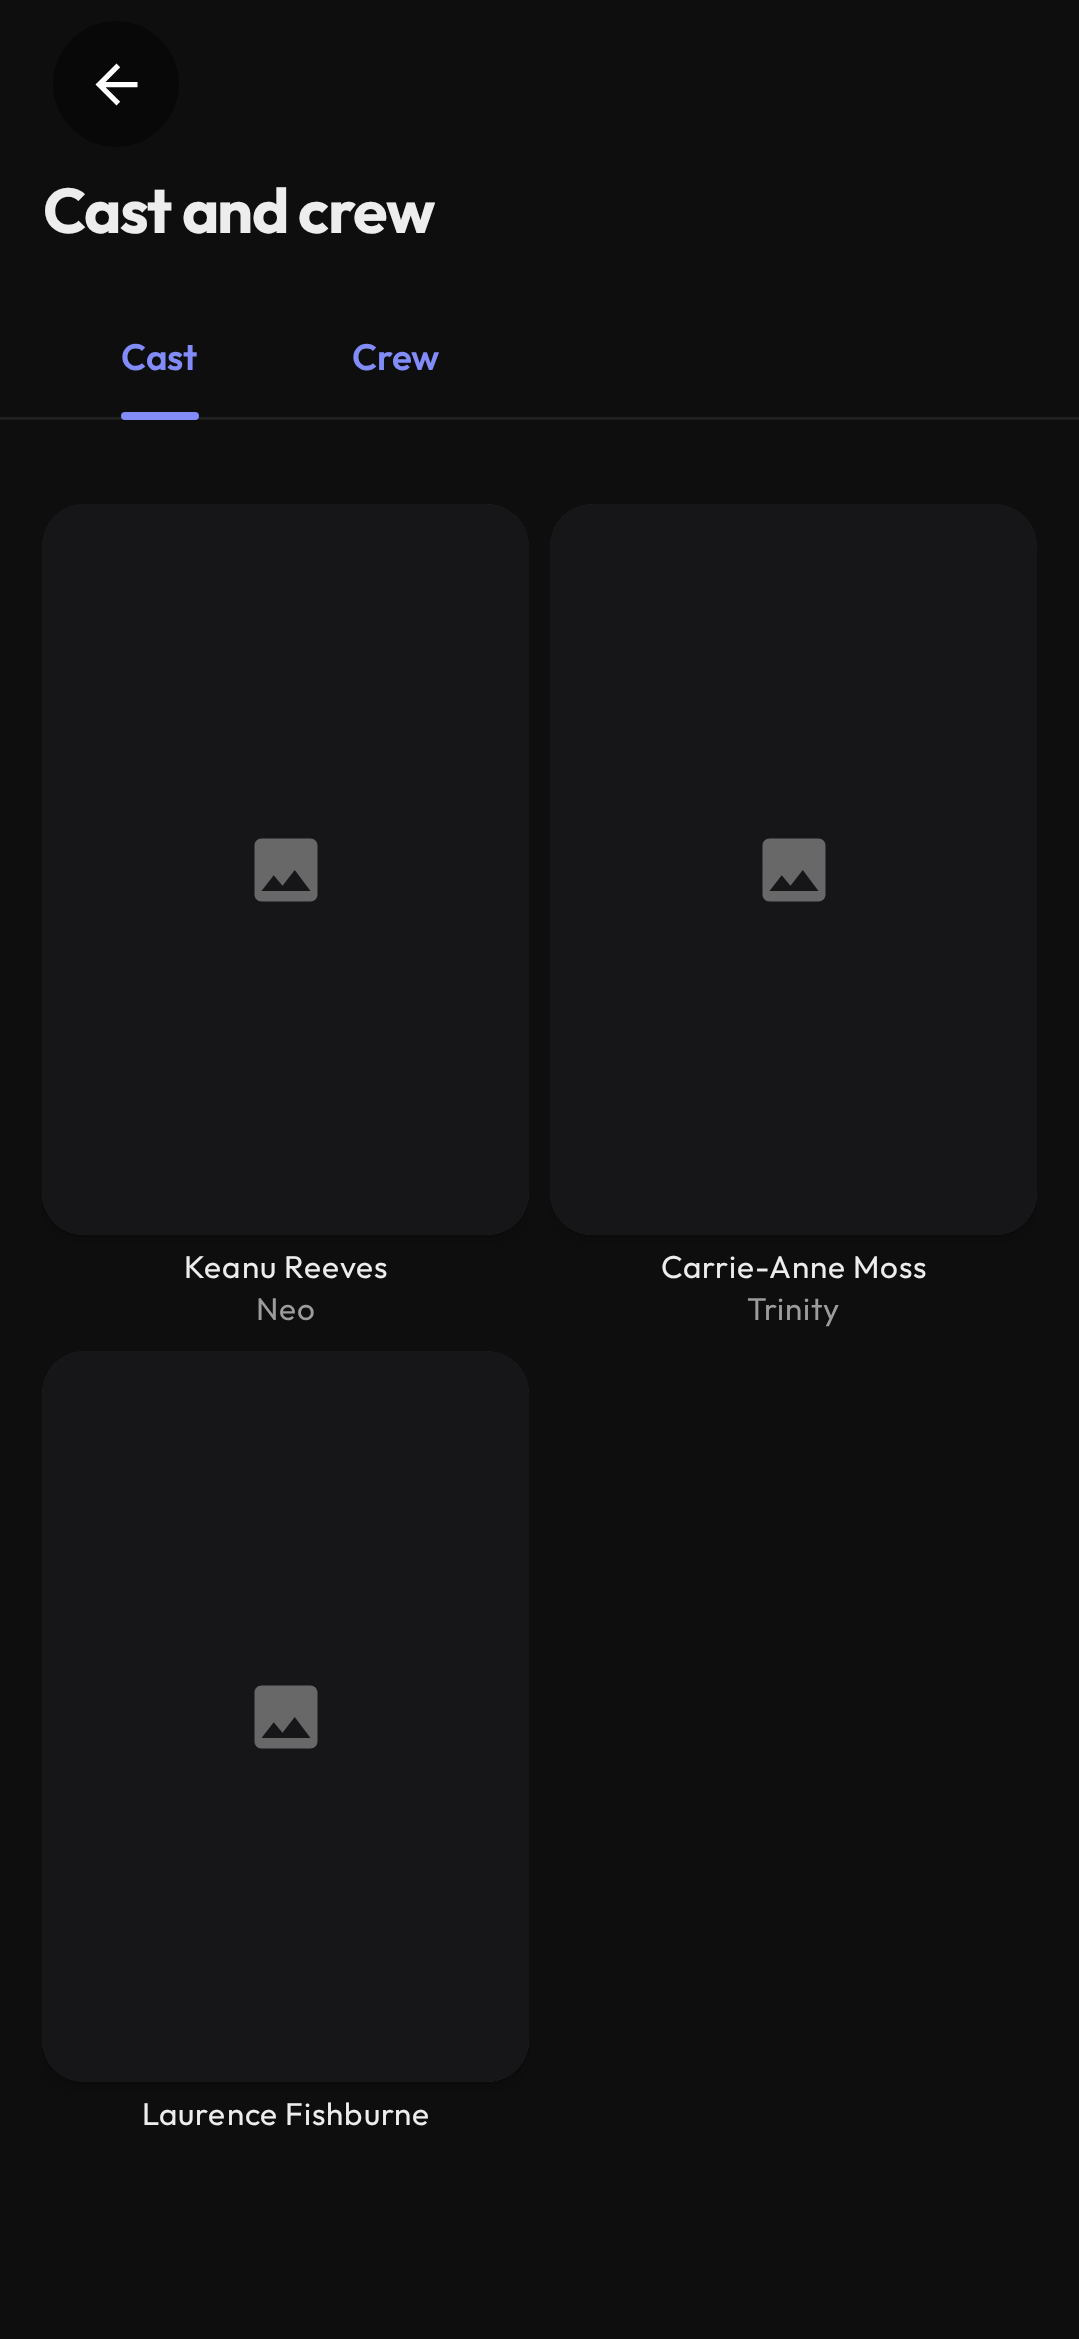 Cast and crew
Cast
Crew
Keanu Reeves
Neo
Carrie-Anne Moss
Trinity
Laurence Fishburne